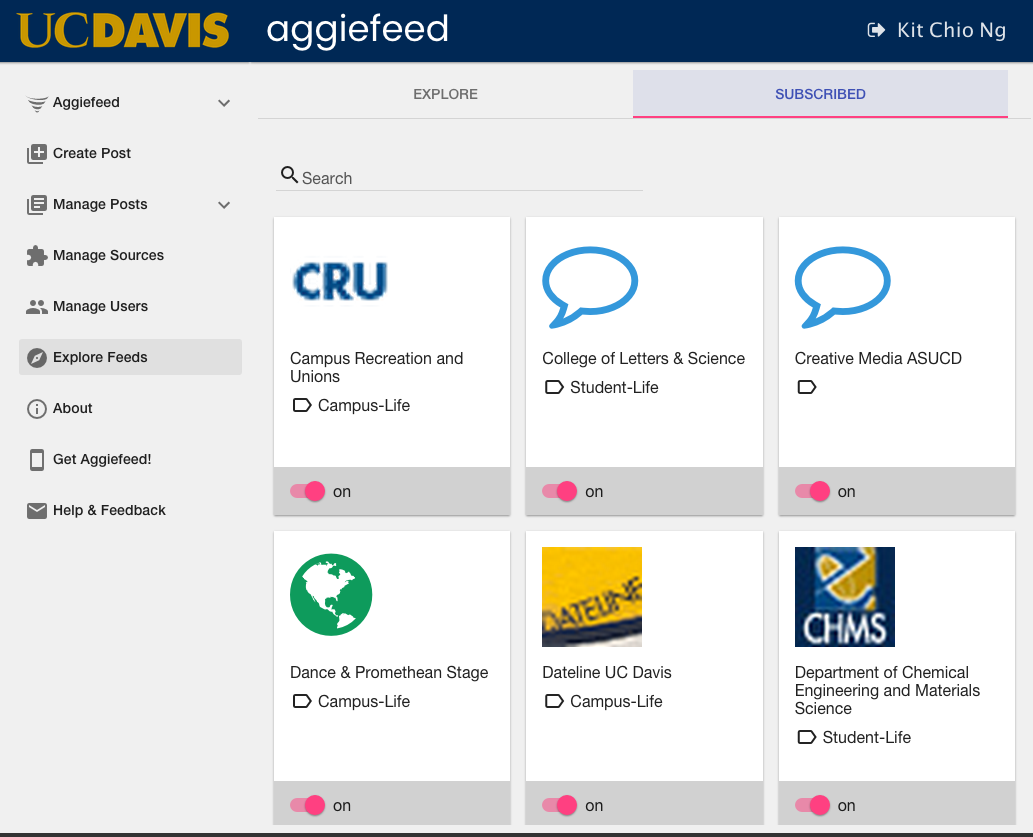 UCDAVIS aggiefeed Kit Chio Ng
Aggiefeed
Create Post
Manage Posts
Manage Sources
Manage Users
Explore Feeds
About
Get Aggiefeed!
Help & Feedback
EXPLORE SUBSCRIBED
Search
CRU
Campus Recreation and
Unions
Campus-Life
on
College of Letters & Science
Student-Life
on
Creative Media ASUCD
on
Dance & Promethean Stage
Campus-Life
on
DATELINE
Dateline UC Davis
Campus-Life
on
CHMS
Department of Chemical
Engineering and Materials
Science
Student-Life
on